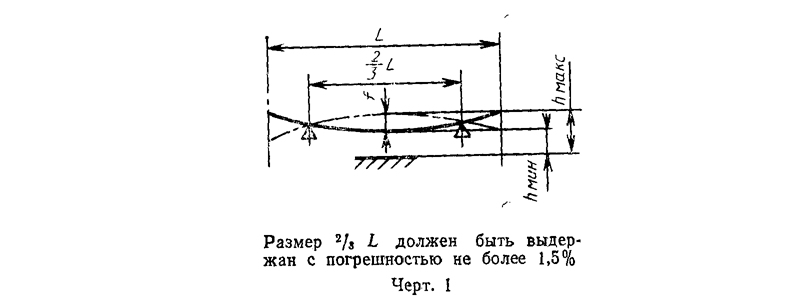 L
2/3 L
f
h макс
h мин
Размер 2/3 L должен быть выдер-
жан с погрешностью не более 1,5%
Черт. 1